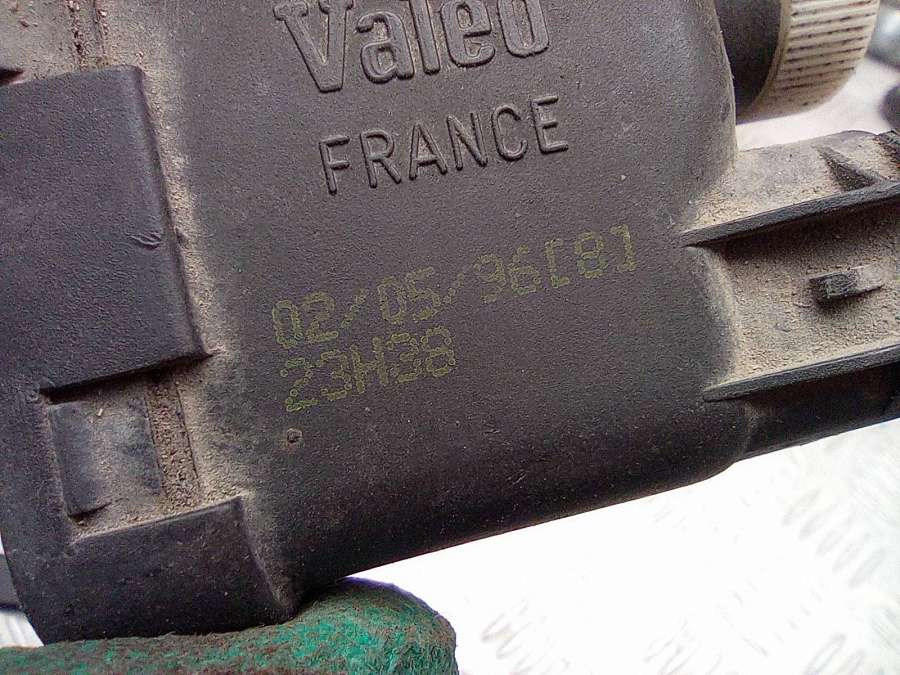 Valeo
FRANCE
02/05/96[8]
23H38